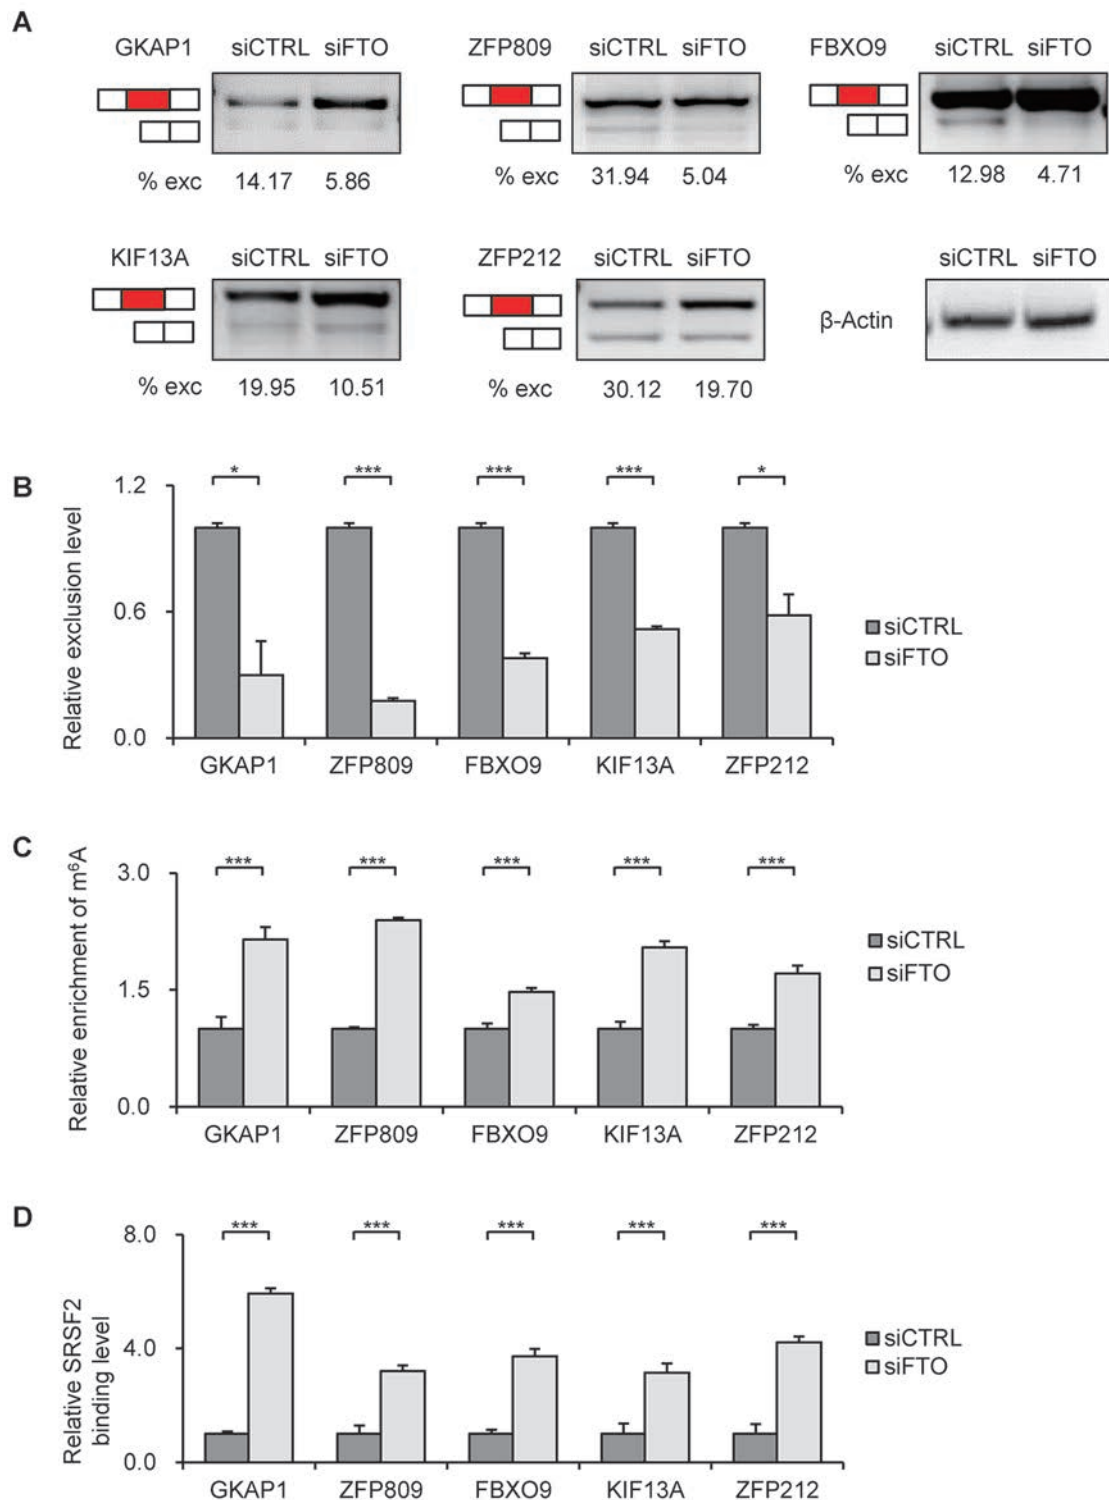 A
GKAP1 siCTRL siFTO
% exc 14.17 5.86
ZFP809 siCTRL siFTO
% exc 31.94 5.04
FBXO9 siCTRL siFTO
% exc 12.98 4.71
KIF13A siCTRL siFTO
% exc 19.95 10.51
ZFP212 siCTRL siFTO
% exc 30.12 19.70
siCTRL siFTO
β-Actin
B
Relative exclusion level
1.2
0.6
0.0
* *** *** *** *
GKAP1 ZFP809 FBXO9 KIF13A ZFP212
siCTRL
siFTO
C
Relative enrichment of m⁶A
3.0
1.5
0.0
*** *** *** *** ***
GKAP1 ZFP809 FBXO9 KIF13A ZFP212
siCTRL
siFTO
D
Relative SRSF2
binding level
8.0
4.0
0.0
*** *** *** *** ***
GKAP1 ZFP809 FBXO9 KIF13A ZFP212
siCTRL
siFTO